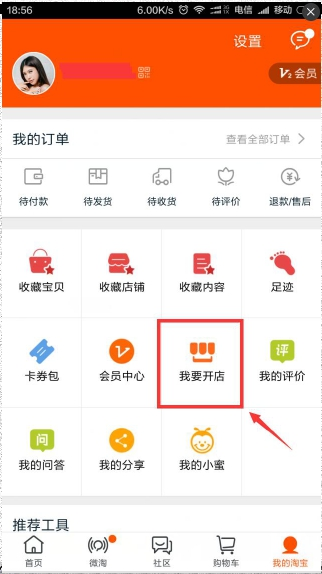 18:56 6.00K/s 电信 移动
设置
V2 会员
我的订单 查看全部订单
待付款 待发货 待收货 待评价 退款/售后
收藏宝贝 收藏店铺 收藏内容 足迹
评
卡券包 会员中心 我要开店 我的评价
问
我的问答 我的分享 我的小蜜
推荐工具
首页 微淘 社区 购物车 我的淘宝